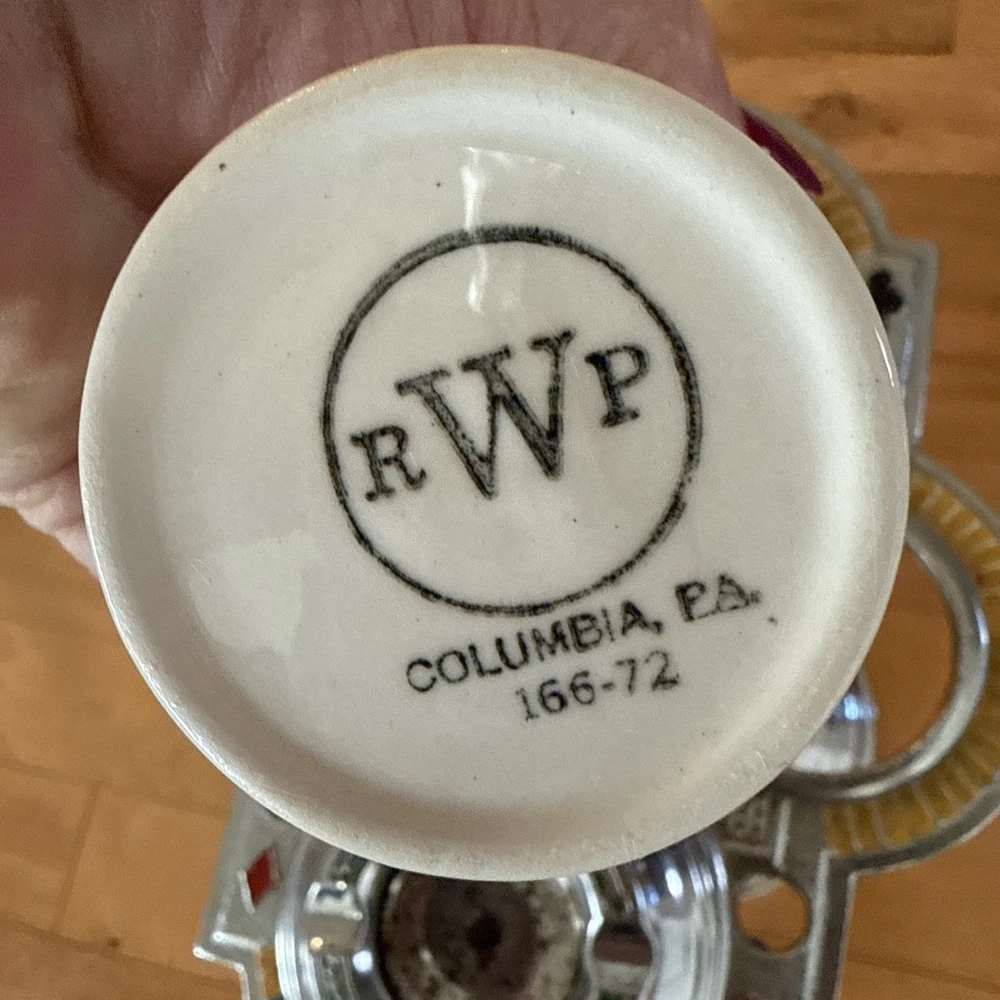 RWP
COLUMBIA, PA.
166-72